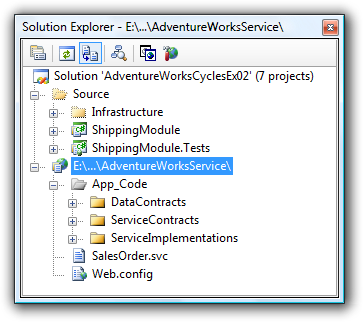 Solution Explorer - E:\...\AdventureWorksService\
Solution 'AdventureWorksCyclesEx02' (7 projects)
Source
Infrastructure
ShippingModule
ShippingModule.Tests
E:\...\AdventureWorksService\
App_Code
DataContracts
ServiceContracts
ServiceImplementations
SalesOrder.svc
Web.config